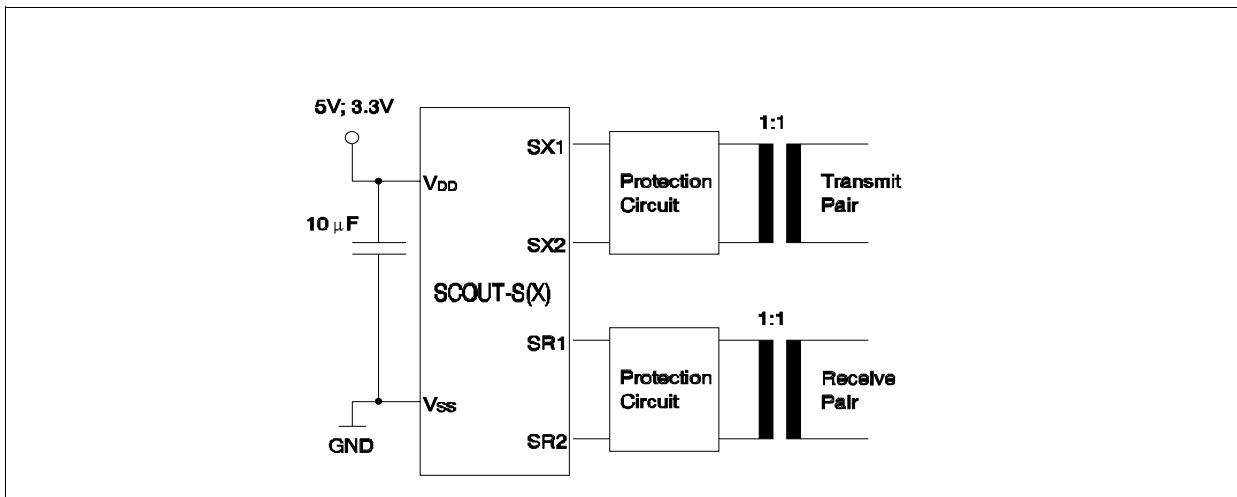 5V; 3.3V
VDD
10 µF
VSS
GND
SCOUT-S(X)
SX1
SX2
SR1
SR2
Protection
Circuit
1:1
Transmit
Pair
Protection
Circuit
1:1
Receive
Pair